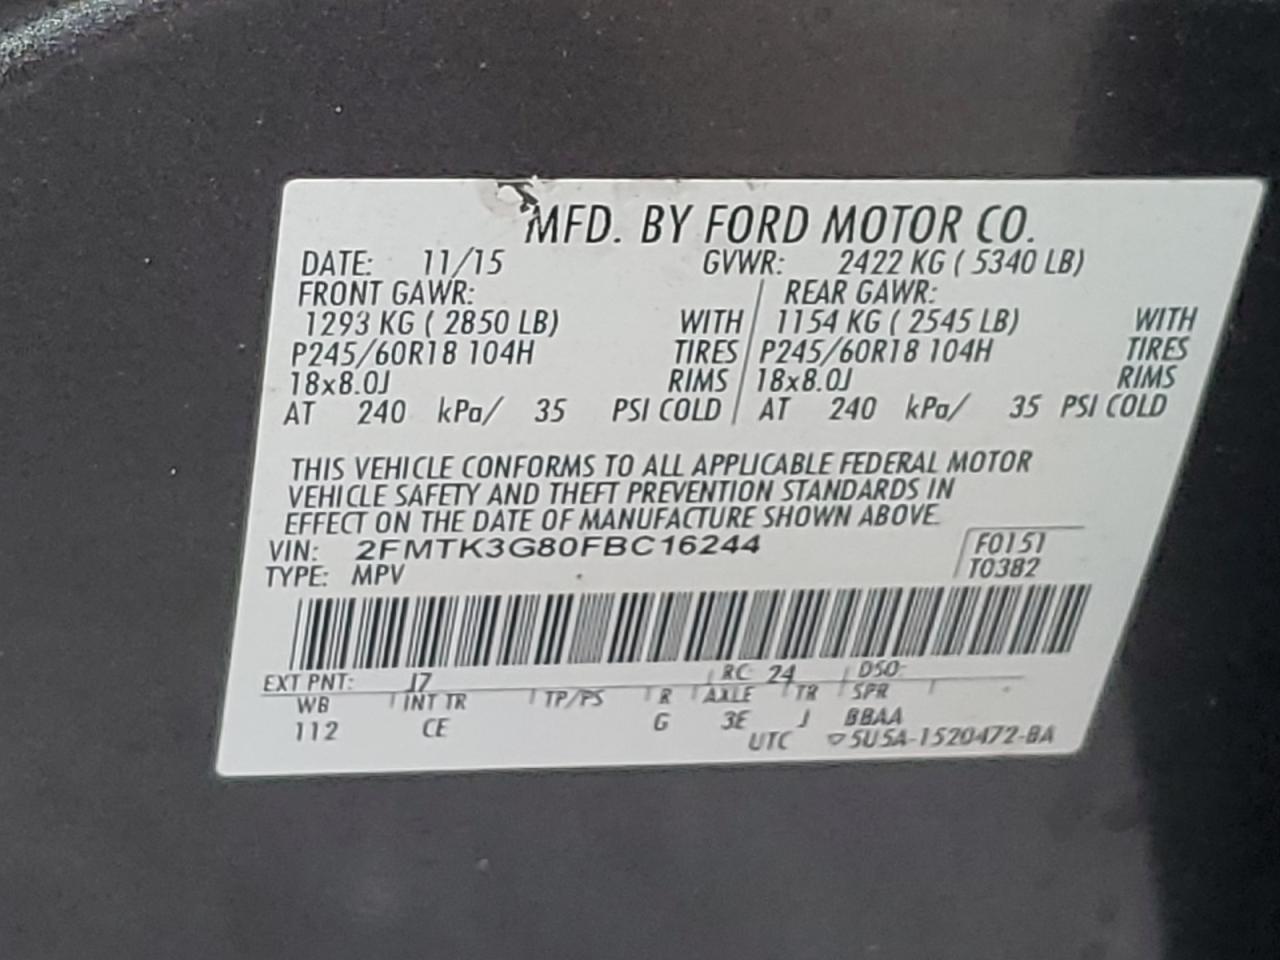 MFD. BY FORD MOTOR CO.
DATE: 11/15 GVWR: 2422 KG ( 5340 LB)
FRONT GAWR: REAR GAWR:
1293 KG ( 2850 LB) WITH 1154 KG ( 2545 LB) WITH
P245/60R18 104H TIRES P245/60R18 104H TIRES
18x8.0J RIMS 18x8.0J RIMS
AT 240 kPa/ 35 PSI COLD AT 240 kPa/ 35 PSI COLD
THIS VEHICLE CONFORMS TO ALL APPLICABLE FEDERAL MOTOR
VEHICLE SAFETY AND THEFT PREVENTION STANDARDS IN
EFFECT ON THE DATE OF MANUFACTURE SHOWN ABOVE.
VIN: 2FMTK3G80FBC16244 F0151
TYPE: MPV T0382
EXT PNT: J7 RC: 24 DSO:
WB INT TR TP/PS R AXLE TR SPR
112 CE G 3E J BBAA
UTC ▽5U5A-1520472-BA